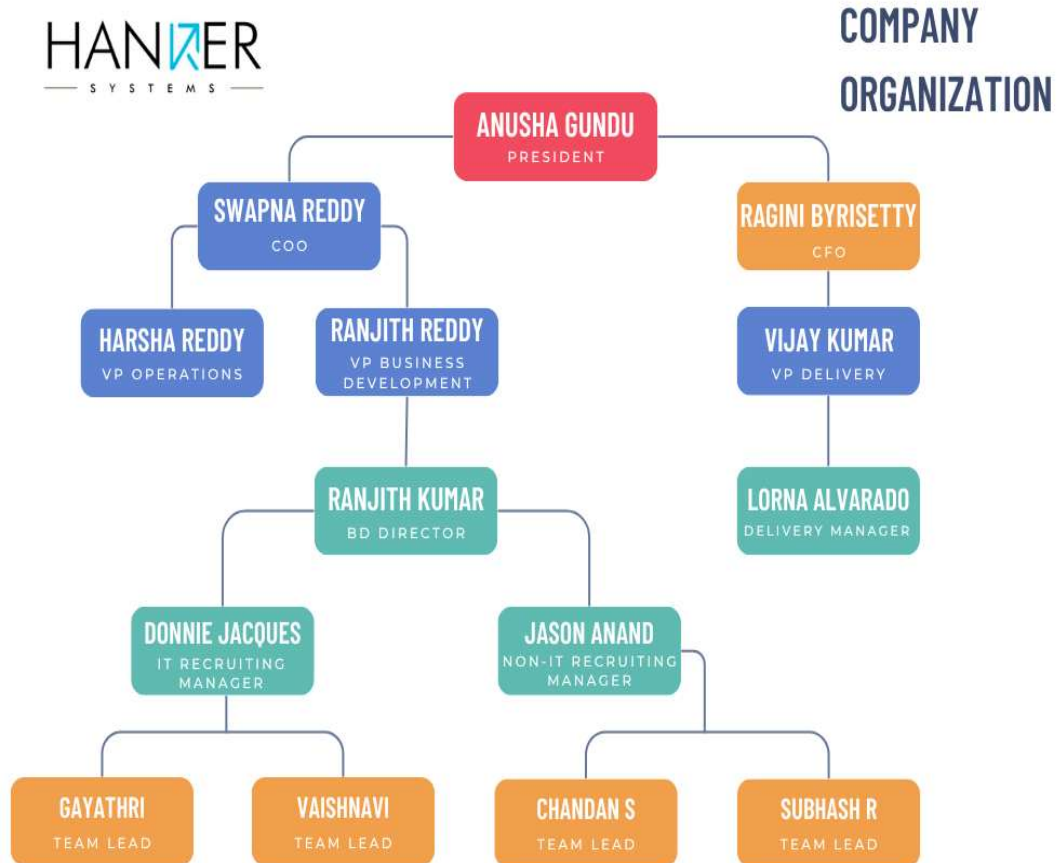 HANKER
SYSTEMS
COMPANY
ORGANIZATION
ANUSHA GUNDU
PRESIDENT
SWAPNA REDDY
COO
RAGINI BYRISETTY
CFO
HARSHA REDDY
VP OPERATIONS
RANJITH REDDY
VP BUSINESS
DEVELOPMENT
VIJAY KUMAR
VP DELIVERY
RANJITH KUMAR
BD DIRECTOR
LORNA ALVARADO
DELIVERY MANAGER
DONNIE JACQUES
IT RECRUITING
MANAGER
JASON ANAND
NON-IT RECRUITING
MANAGER
GAYATHRI
TEAM LEAD
VAISHNAVI
TEAM LEAD
CHANDAN S
TEAM LEAD
SUBHASH R
TEAM LEAD